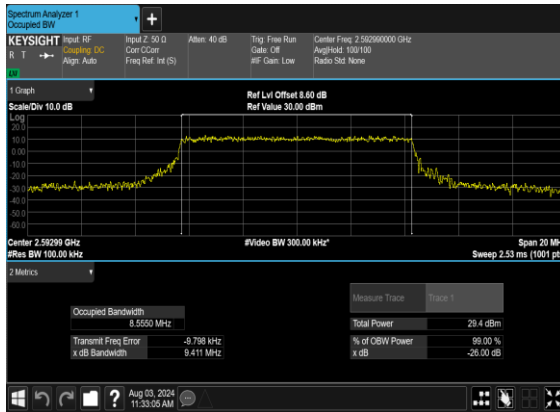 Spectrum Analyzer 1
Occupied BW
KEYSIGHT Input: RF Input Z: 50 Ω Atten: 40 dB Trig: Free Run Center Freq: 2.592990000 GHz
R T Coupling: DC Corr CCorr Gate: Off Avg|Hold: 100/100
Align: Auto Freq Ref: Int (S) #IF Gain: Low Radio Std: None
1 Graph
Scale/Div 10.0 dB
Ref Lvl Offset 8.60 dB
Ref Value 30.00 dBm
Log
20.0
10.0
0.00
-10.0
-20.0
-30.0
-40.0
-50.0
-60.0
Center 2.59299 GHz #Video BW 300.00 kHz* Span 20 MH
#Res BW 100.00 kHz Sweep 2.53 ms (1001 pt
2 Metrics
Measure Trace Trace 1
Occupied Bandwidth
8.5550 MHz
Total Power 29.4 dBm
Transmit Freq Error -9.798 kHz % of OBW Power 99.00 %
x dB Bandwidth 9.411 MHz x dB -26.00 dB
Aug 03, 2024
11:33:05 AM